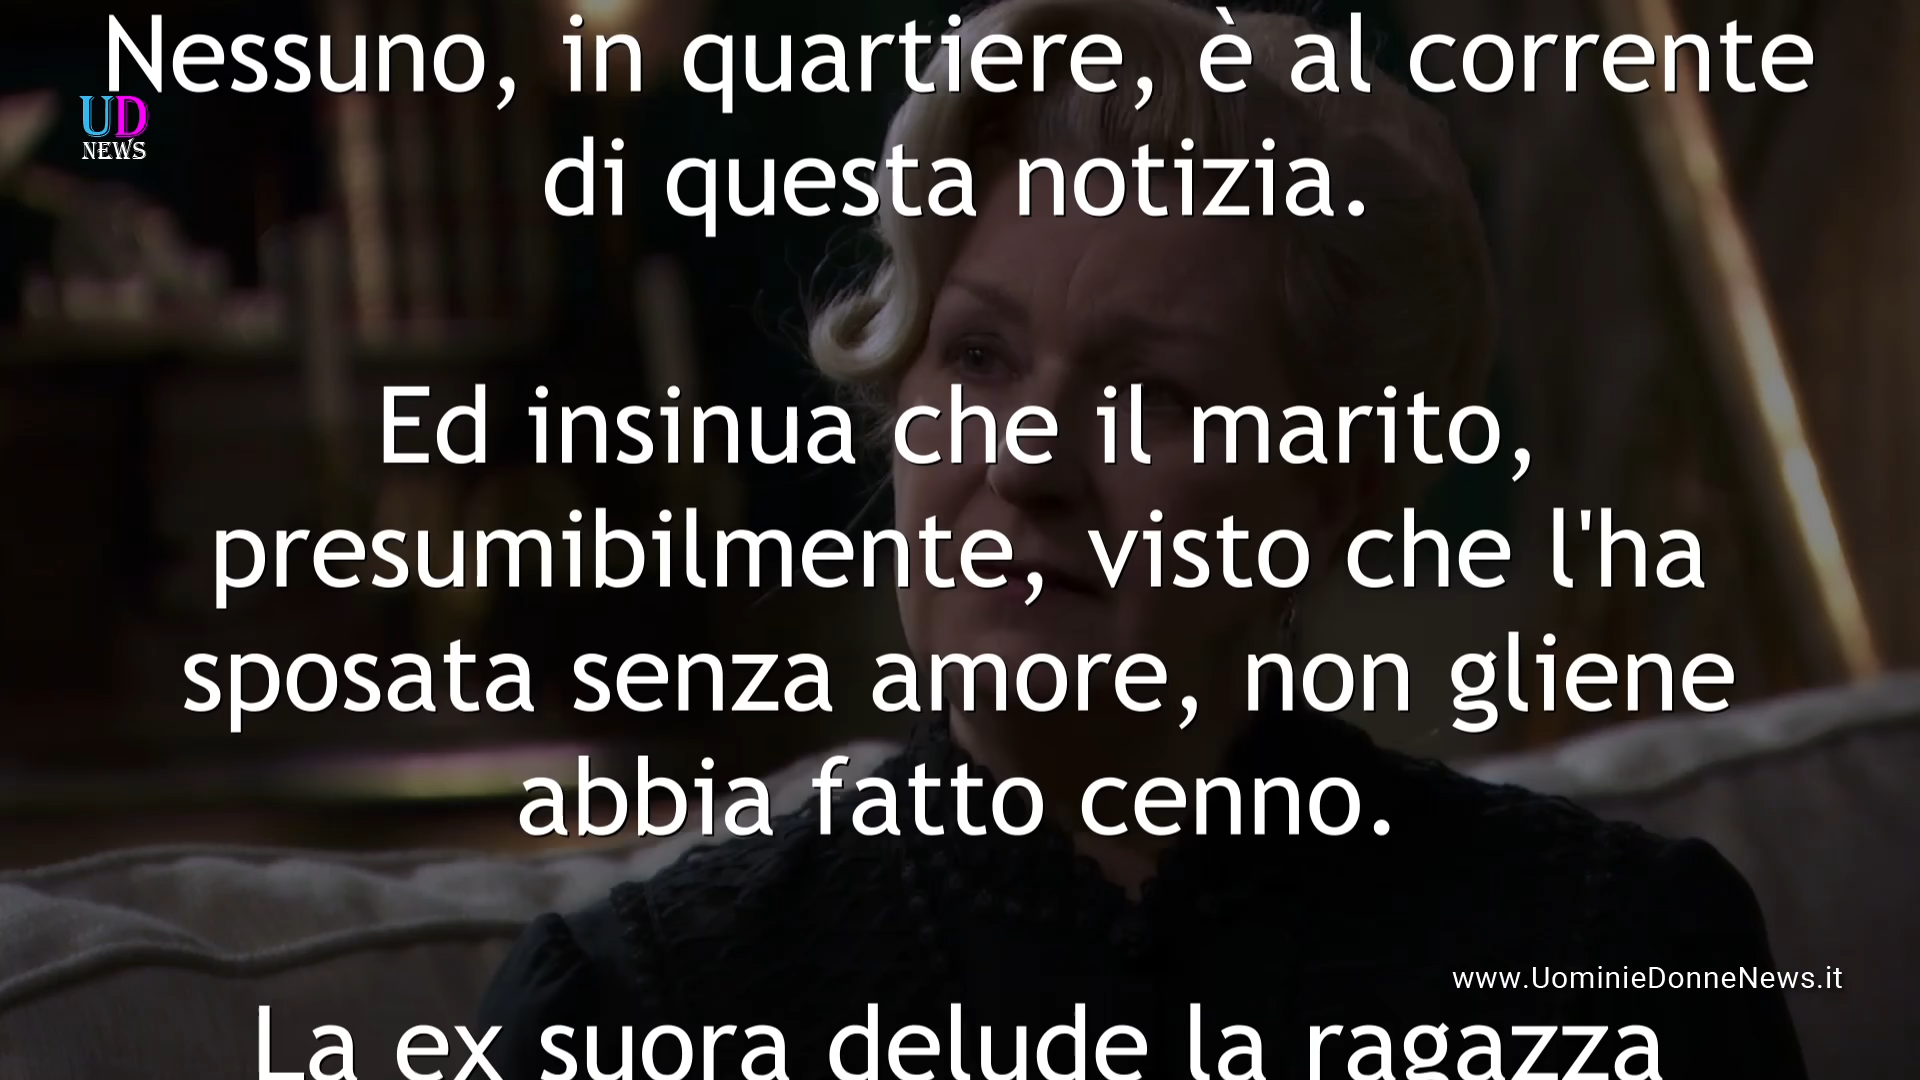 Nessuno, in quartiere, è al corrente
di questa notizia.
UD
NEWS
Ed insinua che il marito,
presumibilmente, visto che l'ha
sposata senza amore, non gliene
abbia fatto cenno.
www.UominieDonneNews.it
La ex suora delude la ragazza